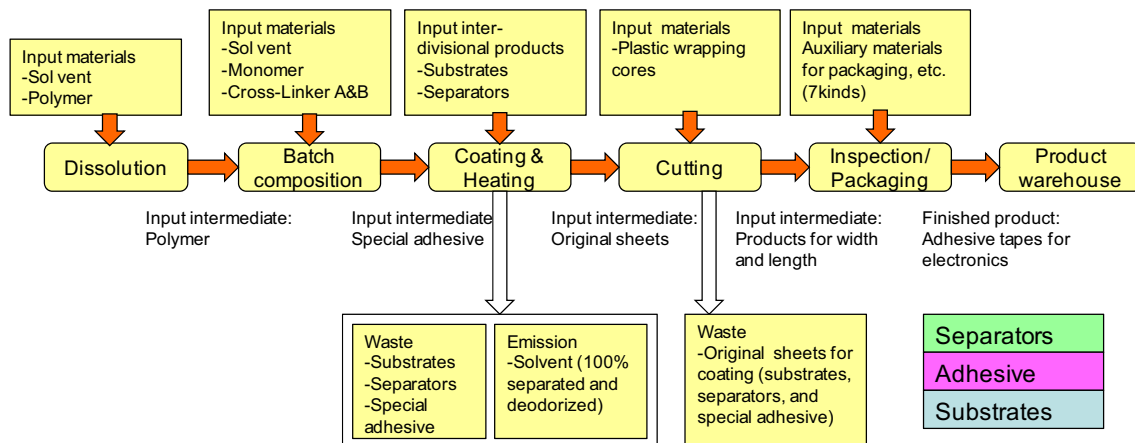 Input materials
-Sol vent
-Polymer
Input materials
-Sol vent
-Monomer
-Cross-Linker A&B
Input inter-
divisional products
-Substrates
-Separators
Input  materials
-Plastic wrapping
cores
Input  materials
Auxiliary materials
for packaging, etc.
(7kinds)
Dissolution
Batch
composition
Coating &
Heating
Cutting
Inspection/
Packaging
Product
warehouse
Input intermediate:
Polymer
Input intermediate
Special adhesive
Input intermediate:
Original sheets
Input intermediate:
Products for width
and length
Finished product:
Adhesive tapes for
electronics
Waste
-Substrates
-Separators
-Special
adhesive
Emission
-Solvent (100%
separated and
deodorized)
Waste
-Original  sheets for
coating (substrates,
separators, and
special adhesive)
Separators
Adhesive
Substrates